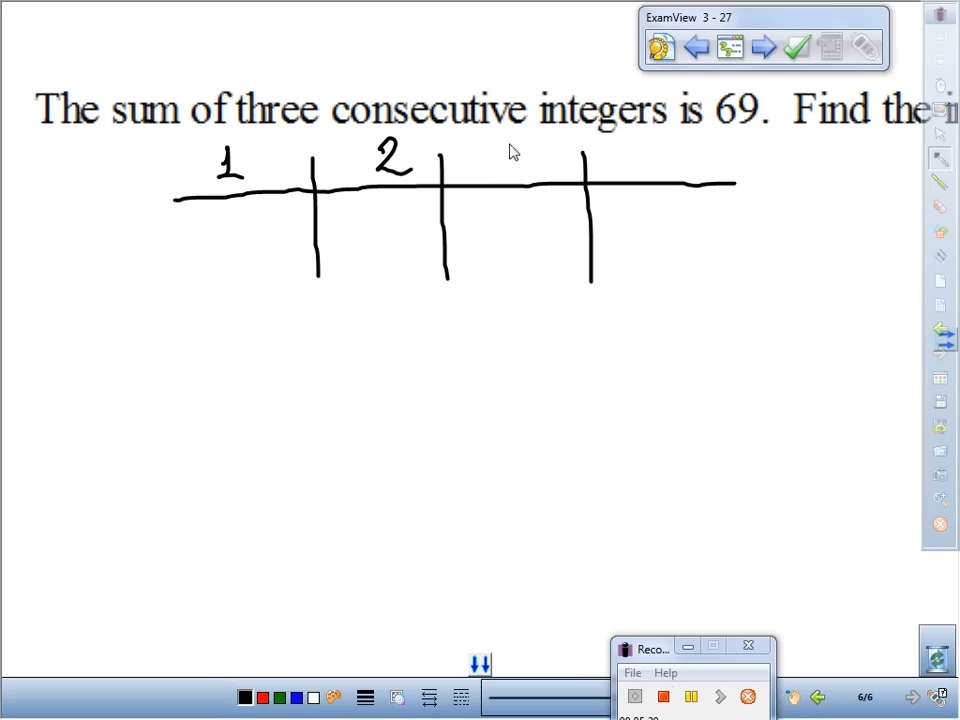 ExamView 3 - 27
The sum of three consecutive integers is 69. Find the
1 2
Reco...
File Help
6/6